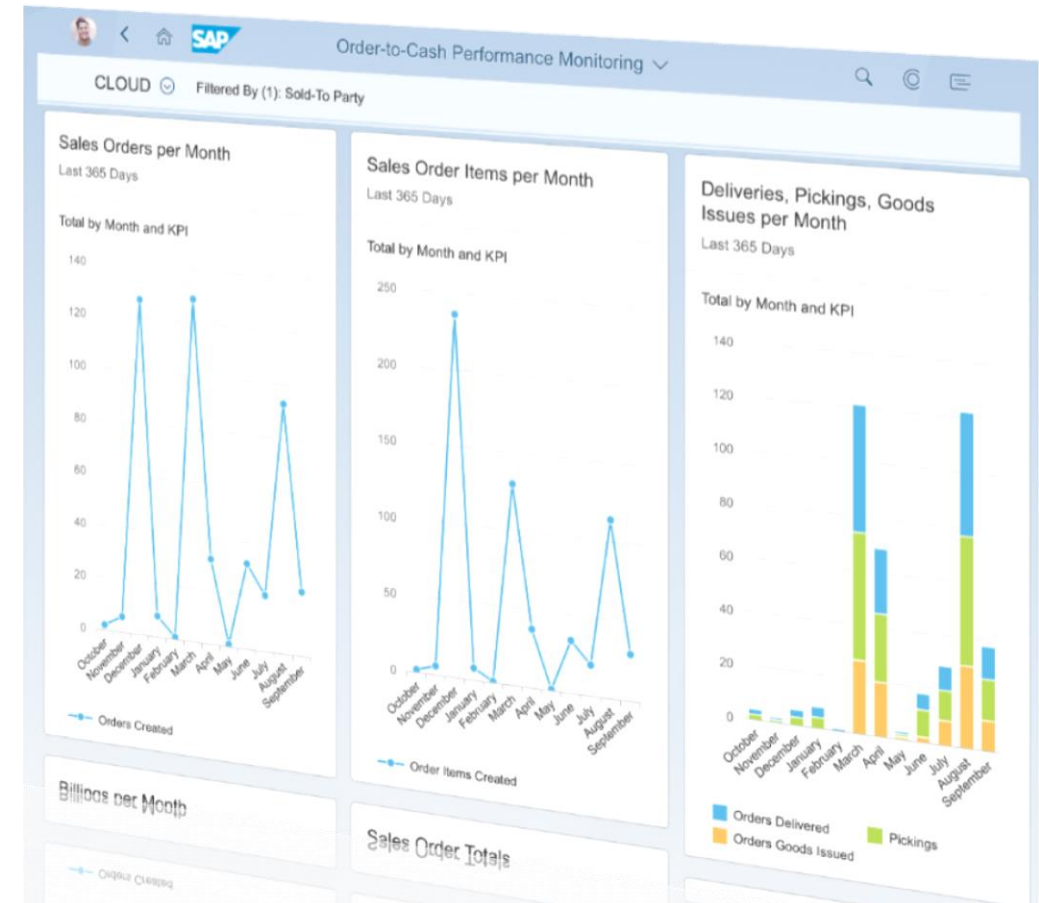 SAP
Order-to-Cash Performance Monitoring
CLOUD
Filtered By (1): Sold-To Party
Sales Orders per Month
Last 365 Days
Total by Month and KPI
140
120
100
80
60
40
20
0
October
November
December
January
February
March
April
May
June
July
August
September
Orders Created
Sales Order Items per Month
Last 365 Days
Total by Month and KPI
250
200
150
100
50
0
October
November
December
January
February
March
April
May
June
July
August
September
Order Items Created
Deliveries, Pickings, Goods
Issues per Month
Last 365 Days
Total by Month and KPI
140
120
100
80
60
40
20
0
October
November
December
January
February
March
April
May
June
July
August
September
Orders Delivered
Pickings
Orders Goods Issued
Billings per Month
Sales Order Totals
Orders Created